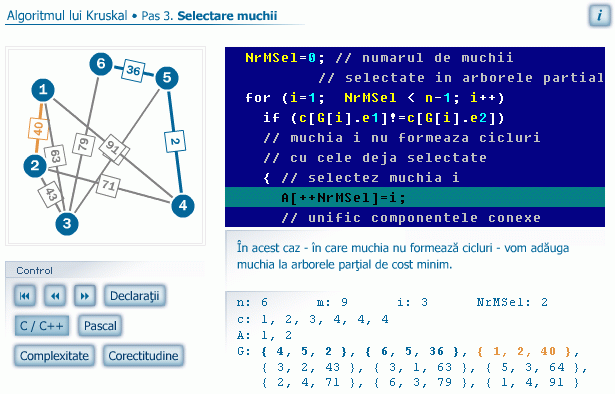 Algoritmul lui Kruskal • Pas 3. Selectare muchii
i
6
36
5
1
40
63
91
2
2
71
43
4
3
NrMSel=0; // numarul de muchii
// selectate in arborele partial
for (i=1; NrMSel < n-1; i++)
if (c[G[i].e1]!=c[G[i].e2])
// muchia i nu formeaza cicluri
// cu cele deja selectate
{ // selectez muchia i
A[++NrMSel]=i;
// unific componentele conexe
În acest caz - în care muchia nu formează cicluri - vom adăuga
muchia la arborele parţial de cost minim.
Control
Declaraţii
C / C++
Pascal
Complexitate
Corectitudine
n: 6 m: 9 i: 3 NrMSel: 2
c: 1, 2, 3, 4, 4, 4
A: 1, 2
G: { 4, 5, 2 }, { 6, 5, 36 }, { 1, 2, 40 },
{ 3, 2, 43 }, { 3, 1, 63 }, { 5, 3, 64 },
{ 2, 4, 71 }, { 6, 3, 79 }, { 1, 4, 91 }